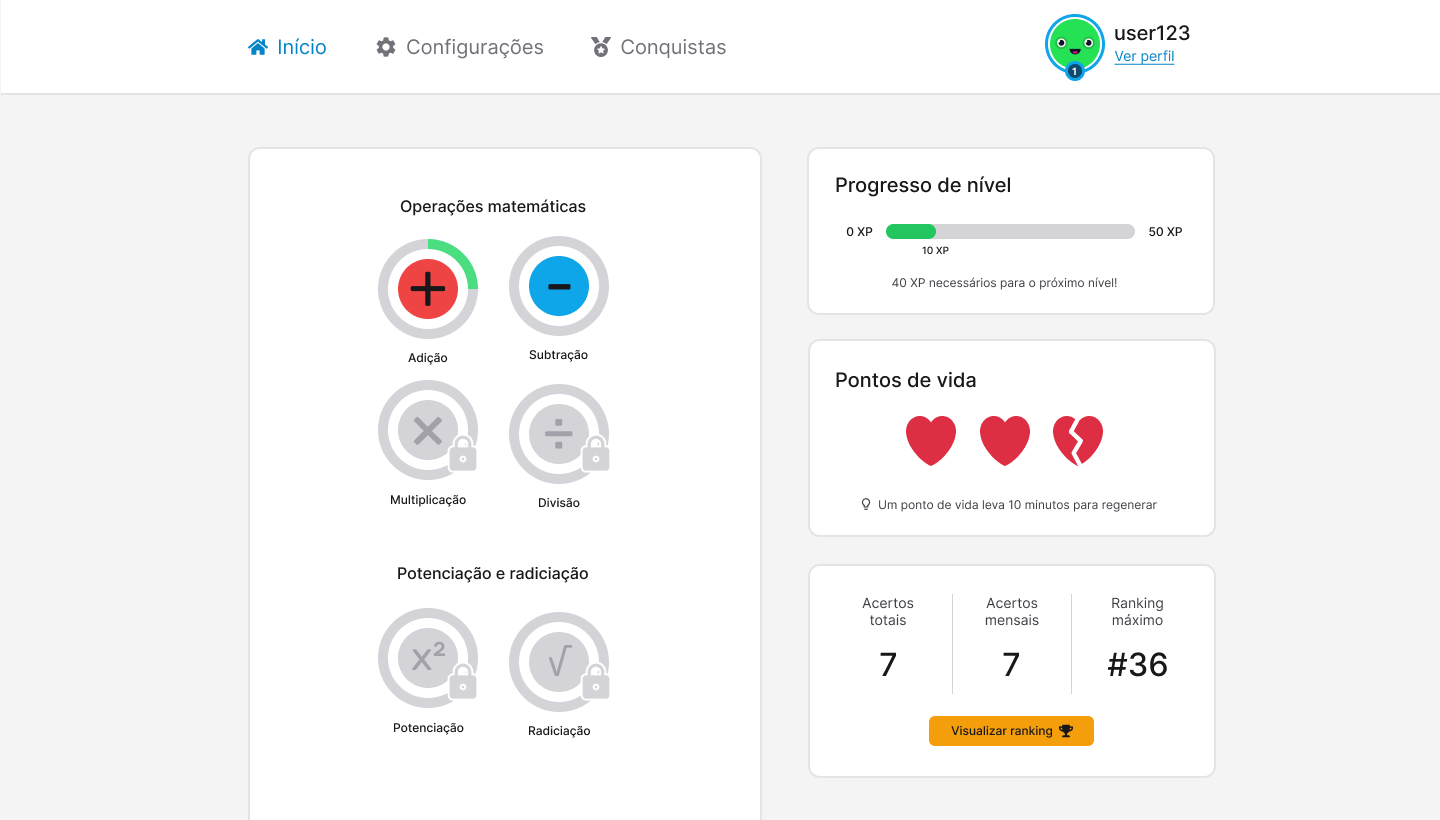 Início
Configurações
Conquistas
user123
Ver perfil
1
Operações matemáticas
Adição
Subtração
Multiplicação
Divisão
Potenciação e radiciação
x²
√
Potenciação
Radiciação
Progresso de nível
0 XP
50 XP
10 XP
40 XP necessários para o próximo nível!
Pontos de vida
Um ponto de vida leva 10 minutos para regenerar
Acertos
totais
7
Acertos
mensais
7
Ranking
máximo
#36
Visualizar ranking